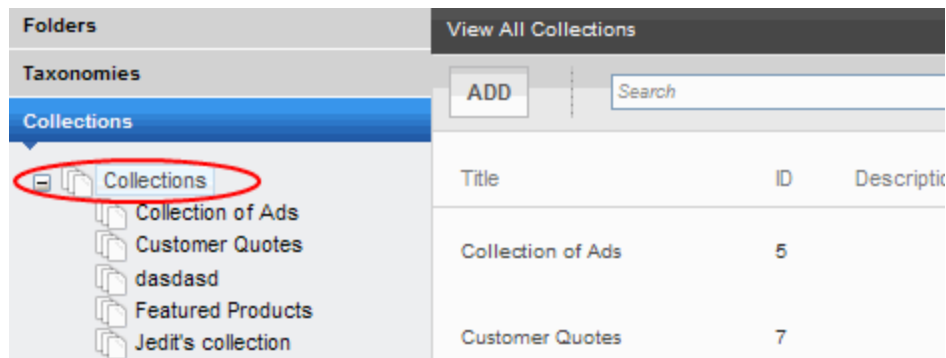 Folders
Taxonomies
Collections
Collections
Collection of Ads
Customer Quotes
dasdasd
Featured Products
Jedit's collection
View All Collections
ADD Search
Title ID Descriptio
Collection of Ads 5
Customer Quotes 7